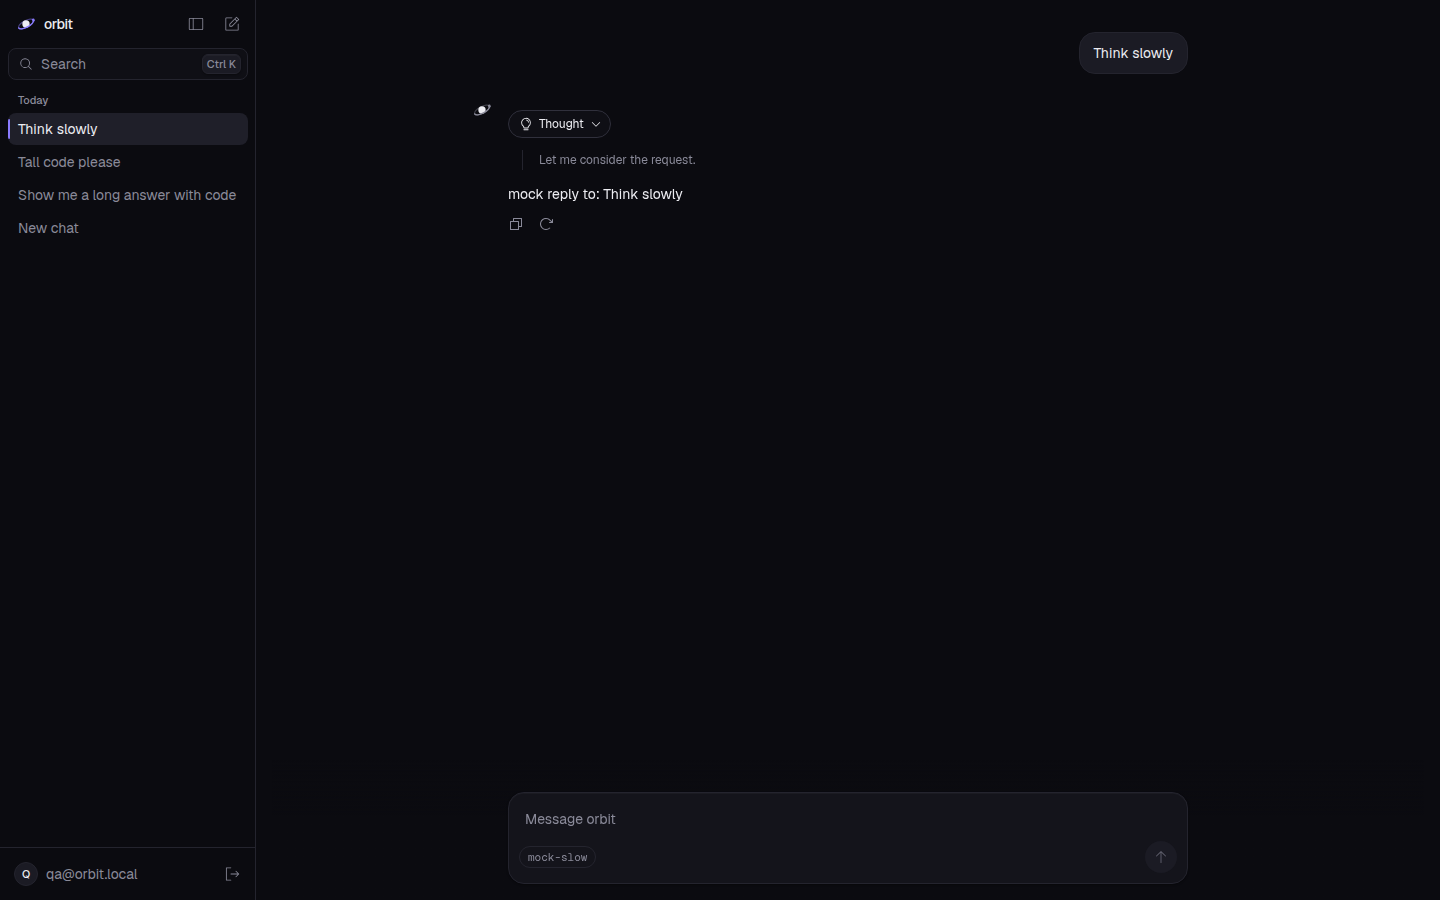 orbit
Search
Ctrl K
Today
Think slowly
Tall code please
Show me a long answer with code
New chat
Q
qa@orbit.local
Think slowly
Thought
Let me consider the request.
mock reply to: Think slowly
Message orbit
mock-slow